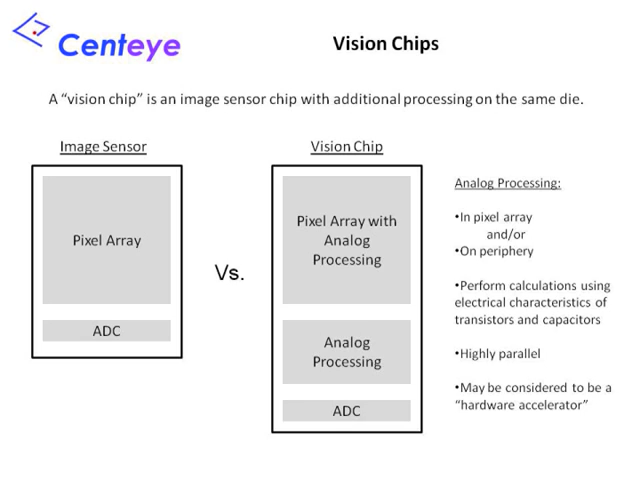 Centeye
Vision Chips
A “vision chip” is an image sensor chip with additional processing on the same die.
Image Sensor
Pixel Array
ADC
Vs.
Vision Chip
Pixel Array with
Analog
Processing
Analog
Processing
ADC
Analog Processing:
•In pixel array
and/or
•On periphery
•Perform calculations using
electrical characteristics of
transistors and capacitors
•Highly parallel
•May be considered to be a
“hardware accelerator”